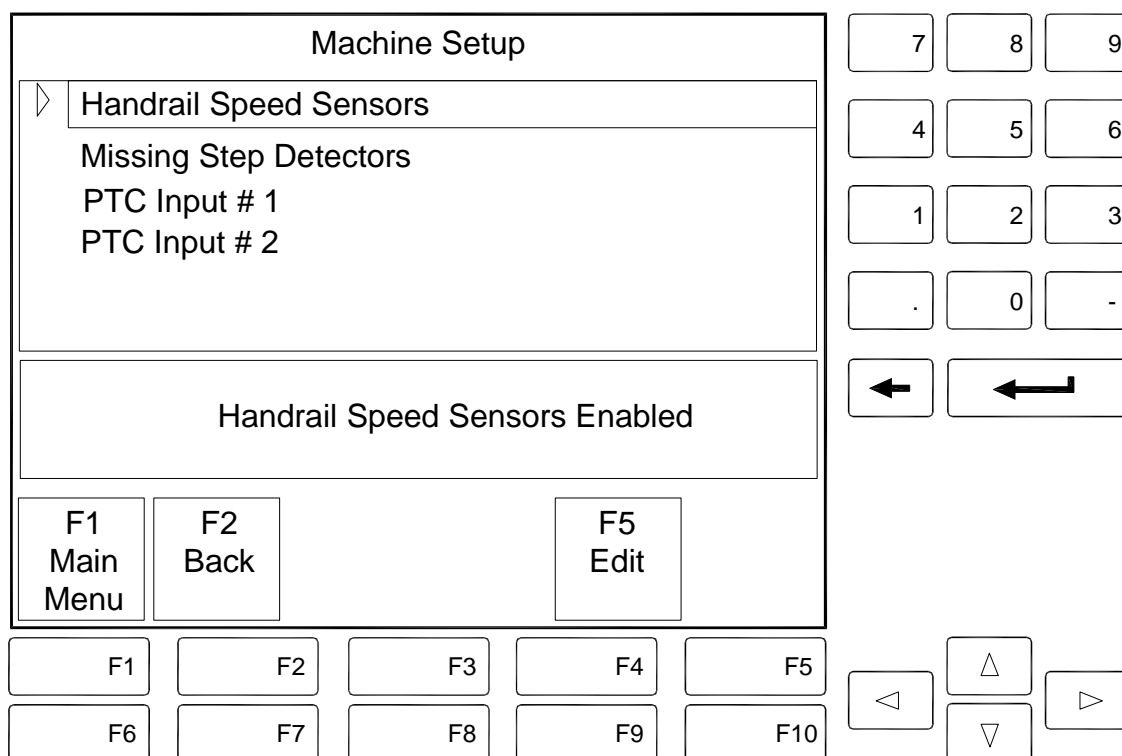 Machine Setup
Handrail Speed Sensors
Missing Step Detectors
PTC Input # 1
PTC Input # 2
Handrail Speed Sensors Enabled
F1 Main Menu
F2 Back
F5 Edit
F1 F2 F3 F4 F5
F6 F7 F8 F9 F10
7 8 9
4 5 6
1 2 3
. 0 -